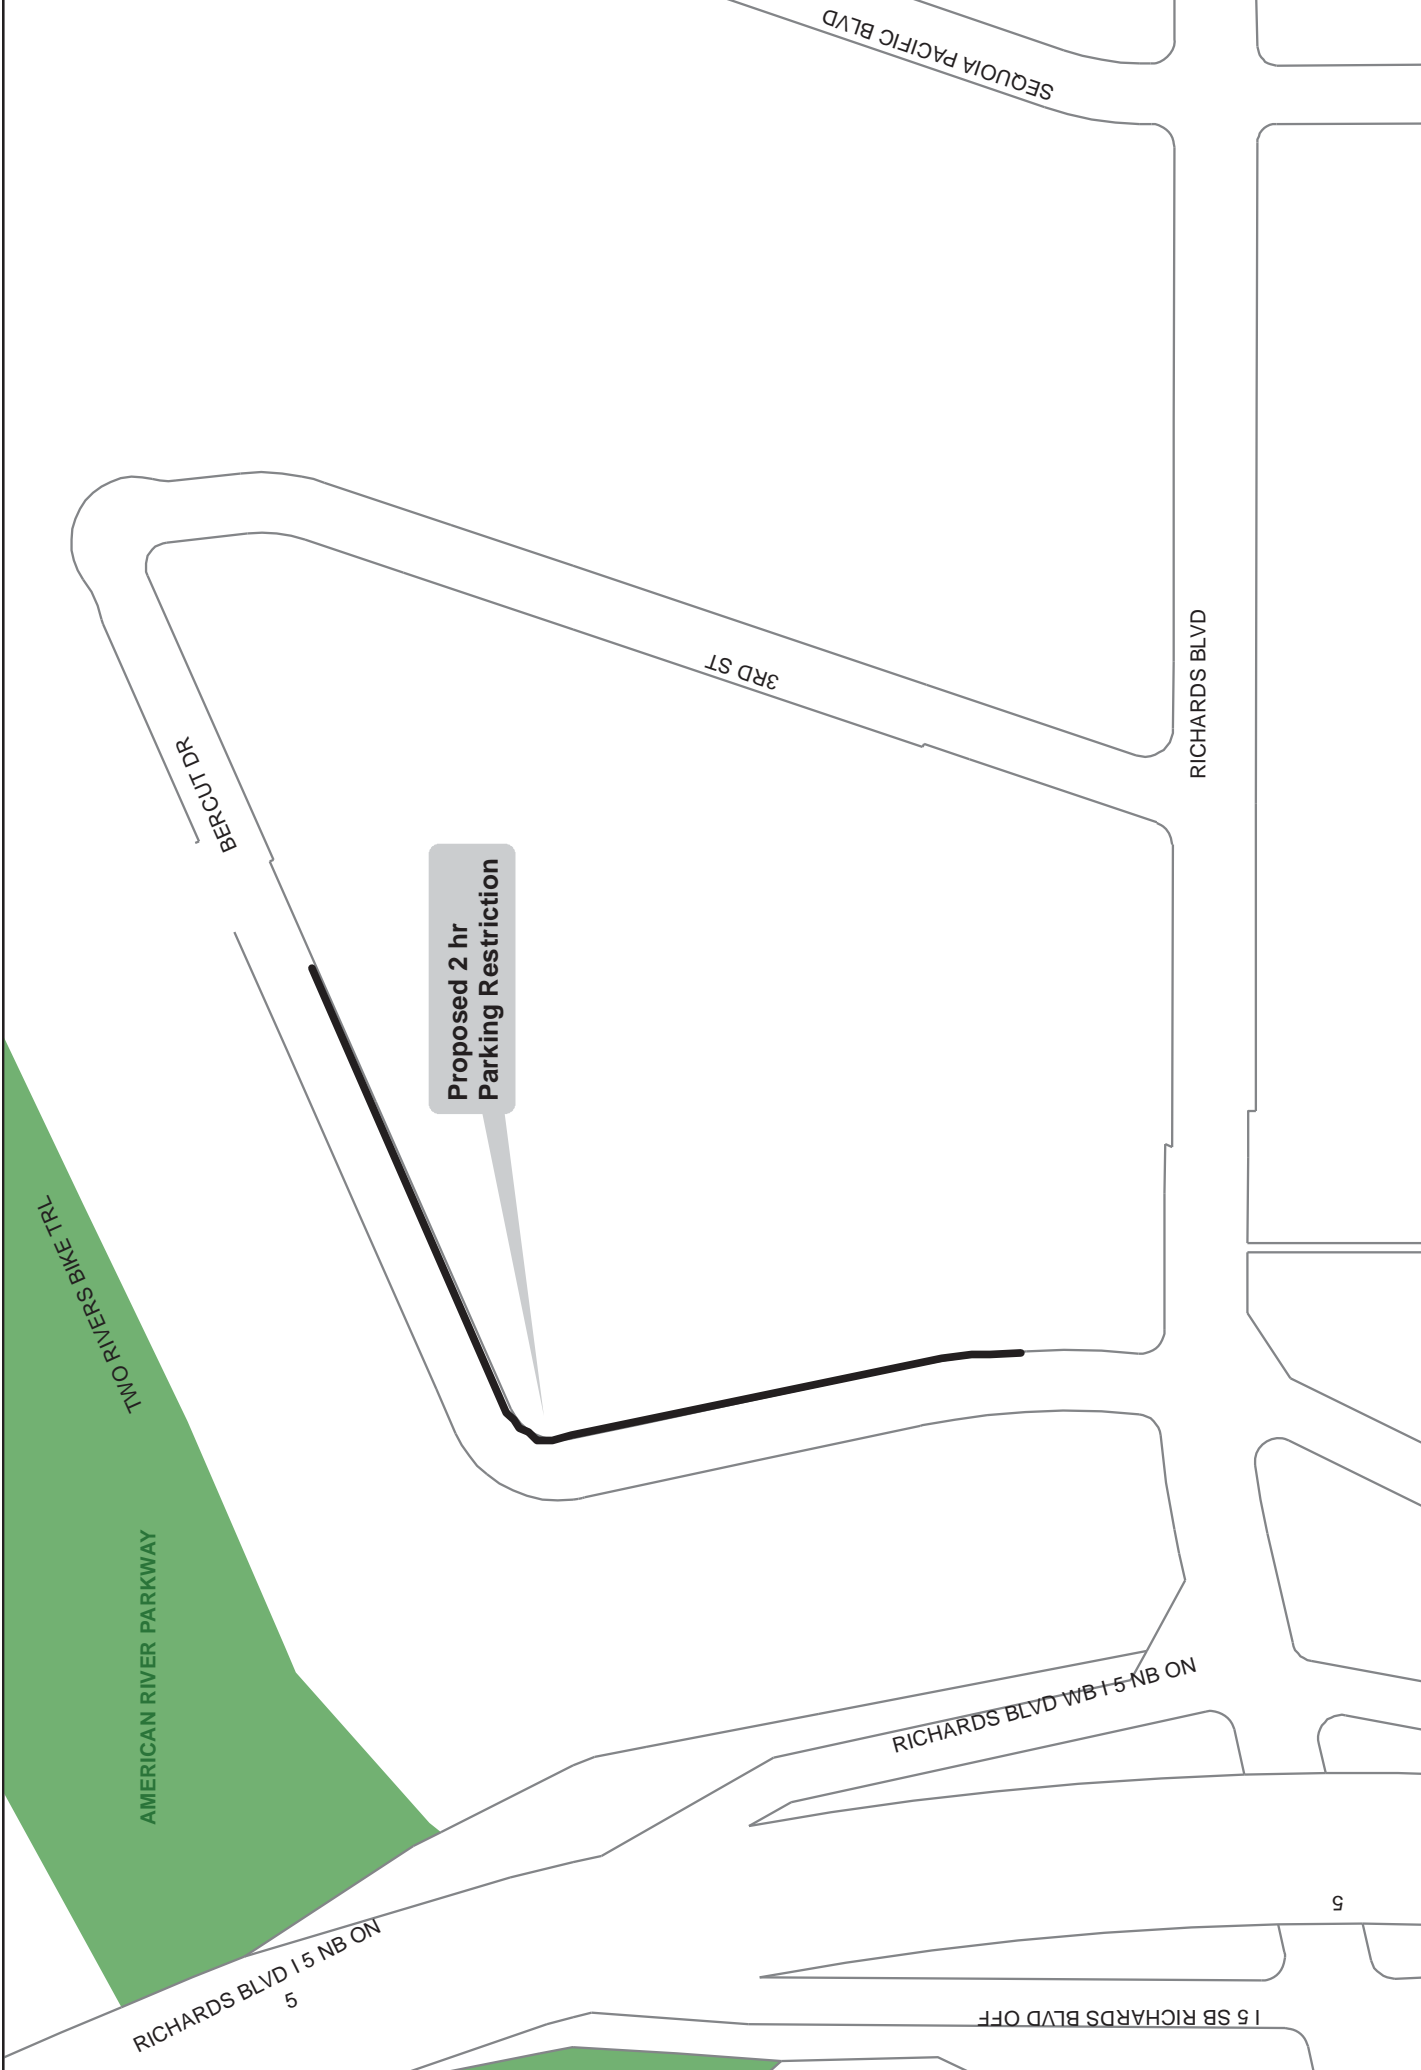 SEQUOIA PACIFIC BLVD
3RD ST
RICHARDS BLVD
BERCUT DR
Proposed 2 hr
Parking Restriction
TWO RIVERS BIKE TRL
AMERICAN RIVER PARKWAY
RICHARDS BLVD WB I 5 NB ON
RICHARDS BLVD I 5 NB ON
5
5
I 5 SB RICHARDS BLVD OFF